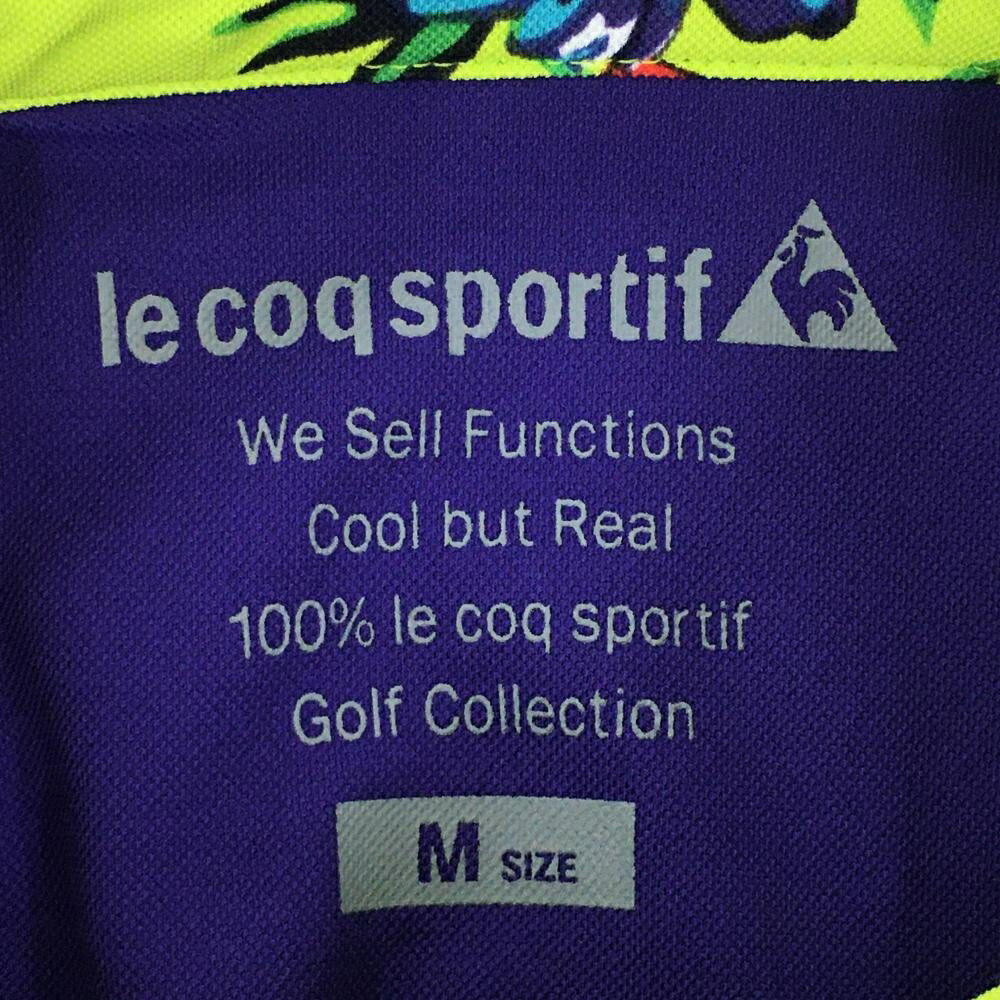 le coq sportif
We Sell Functions
Cool but Real
100% le coq sportif
Golf Collection
M SIZE